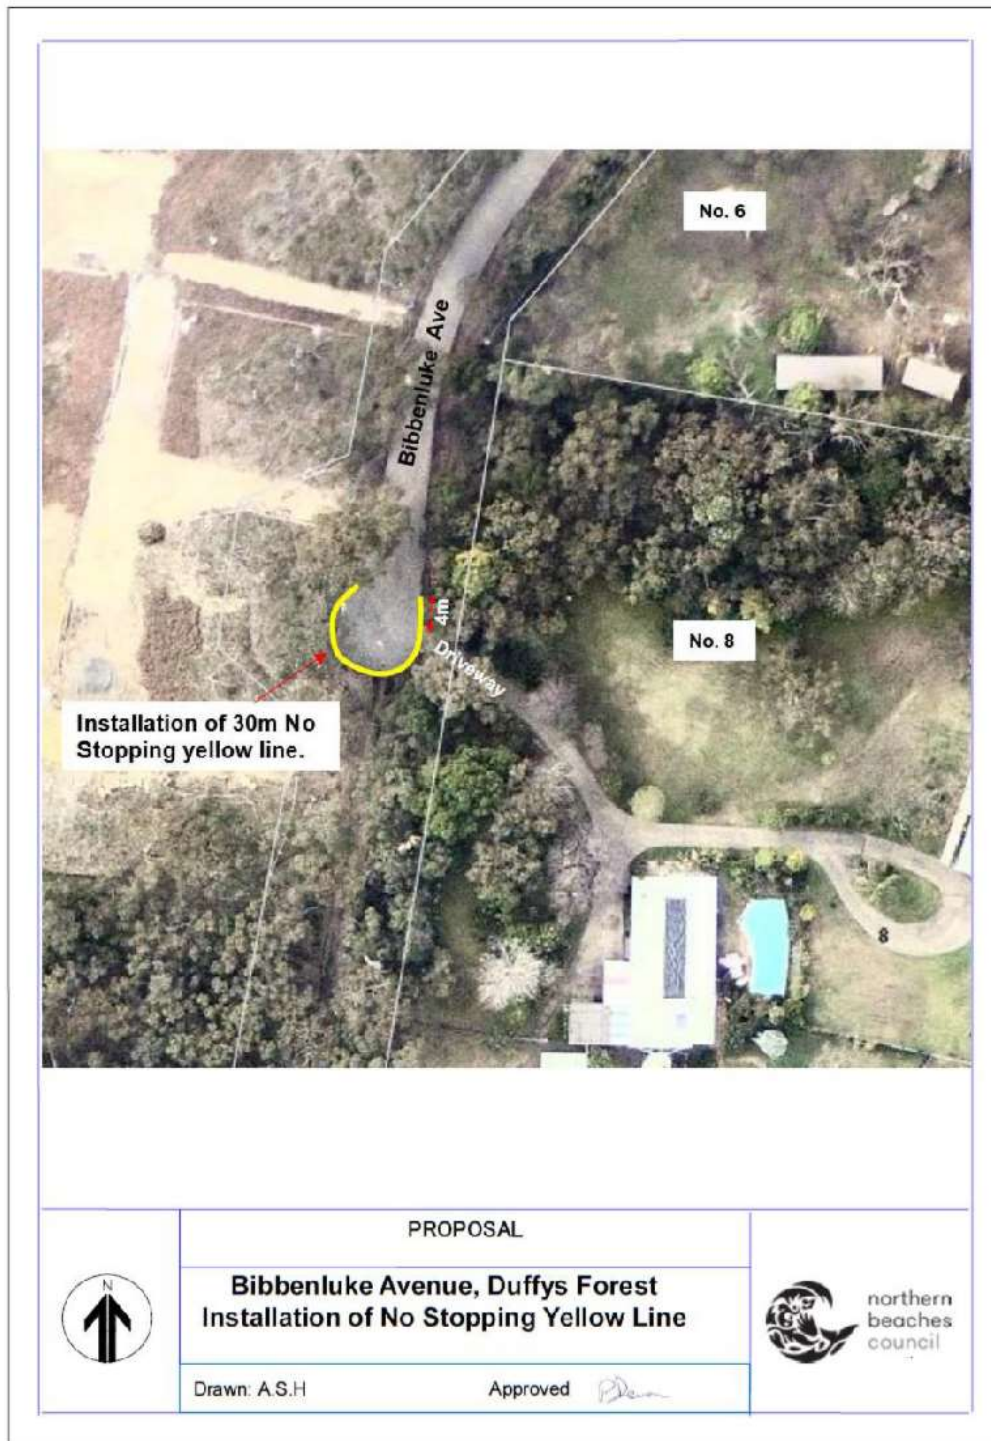 No. 6
Bibbenluke Ave
4m
No. 8
Driveway
Installation of 30m No
Stopping yellow line.
8
PROPOSAL
N
Bibbenluke Avenue, Duffys Forest
Installation of No Stopping Yellow Line
northern
beaches
council
Drawn: A.S.H
Approved